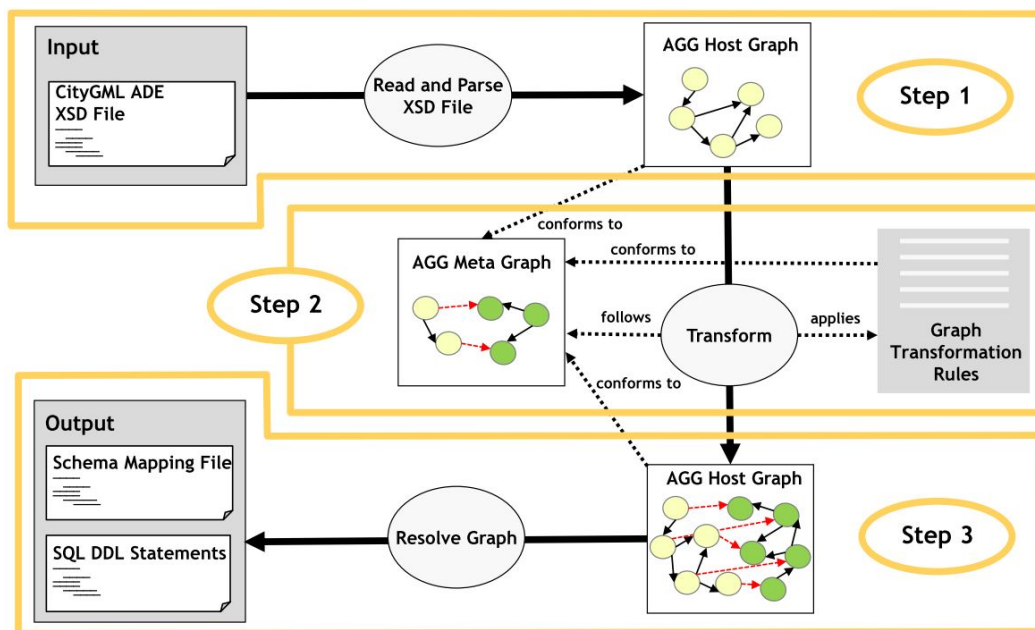 Input
CityGML ADE
XSD File
Read and Parse
XSD File
AGG Host Graph
Step 1
conforms to
conforms to
AGG Meta Graph
Step 2
follows
Transform
applies
Graph
Transformation
Rules
conforms to
Output
Schema Mapping File
SQL DDL Statements
Resolve Graph
AGG Host Graph
Step 3